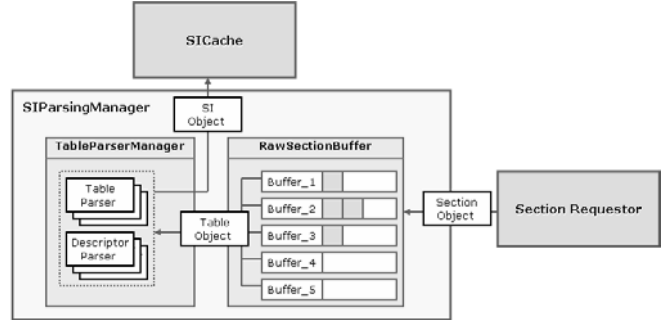 SICache
SIParsingManager
SI
Object
TableParserManager
RawSectionBuffer
Table
Parser
Descriptor
Parser
Table
Object
Buffer_1
Buffer_2
Buffer_3
Buffer_4
Buffer_5
Section
Object
Section Requestor